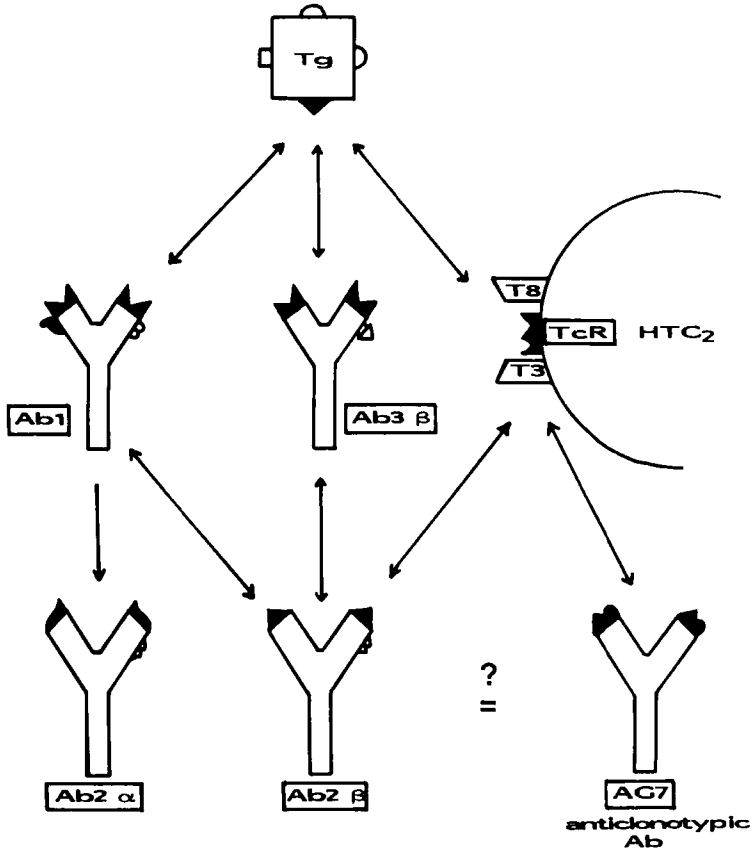 Tg
T8
TcR
HTC2
T3
Ab1
Ab3 β
?
=
Ab2 α
Ab2 β
AG7
anticlonotypic
Ab